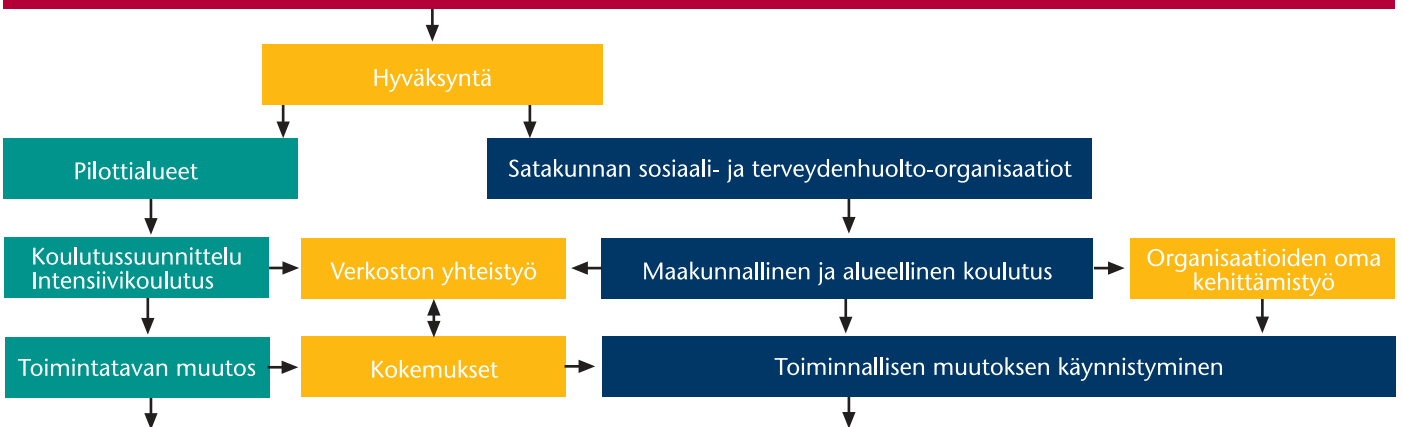 Hyväksyntä
Pilottialueet
Satakunnan sosiaali- ja terveydenhuolto-organisaatiot
Koulutussuunnittelu
Intensiivikoulutus
Verkoston yhteistyö
Maakunnallinen ja alueellinen koulutus
Organisaatioiden oma
kehittämistyö
Toimintatavan muutos
Kokemukset
Toiminnallisen muutoksen käynnistyminen